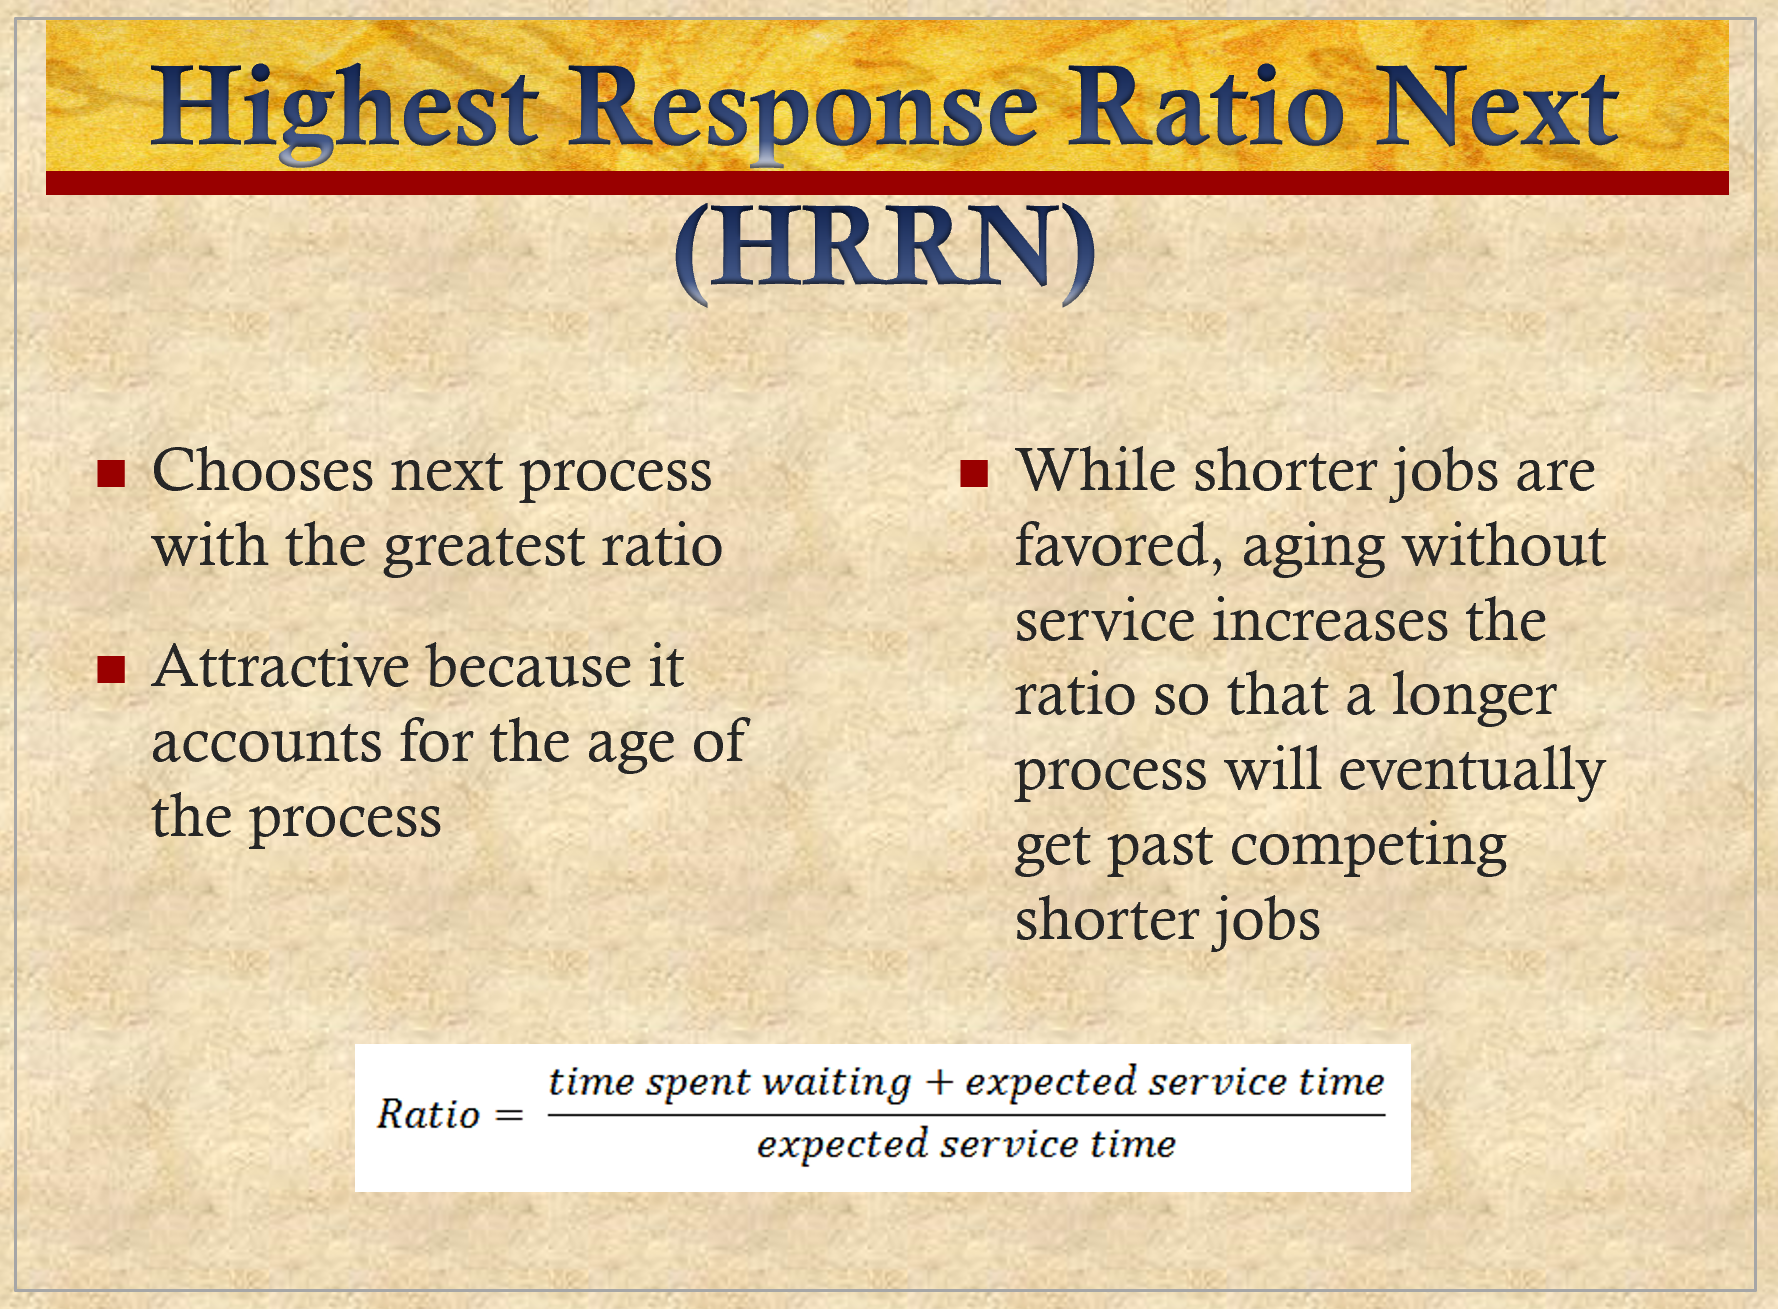 Highest Response Ratio Next
(HRRN)
■ Chooses next process
with the greatest ratio
■ Attractive because it
accounts for the age of
the process
■ While shorter jobs are
favored, aging without
service increases the
ratio so that a longer
process will eventually
get past competing
shorter jobs
Ratio = time spent waiting + expected service time
expected service time